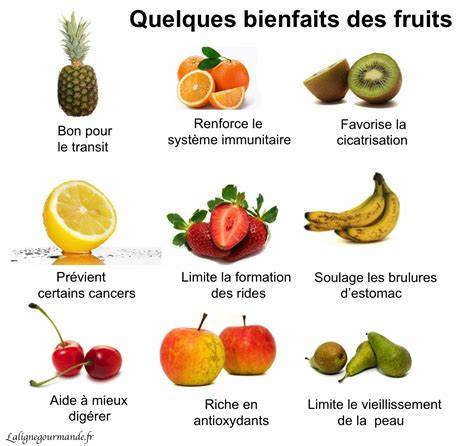 Quelques bienfaits des fruits
Bon pour
le transit
Renforce le
système immunitaire
Favorise la
cicatrisation
Prévient
certains cancers
Limite la formation
des rides
Soulage les brulures
d'estomac
Aide à mieux
digérer
Riche en
antioxydants
Limite le vieillissement
de la peau
Lalignegourmande.fr